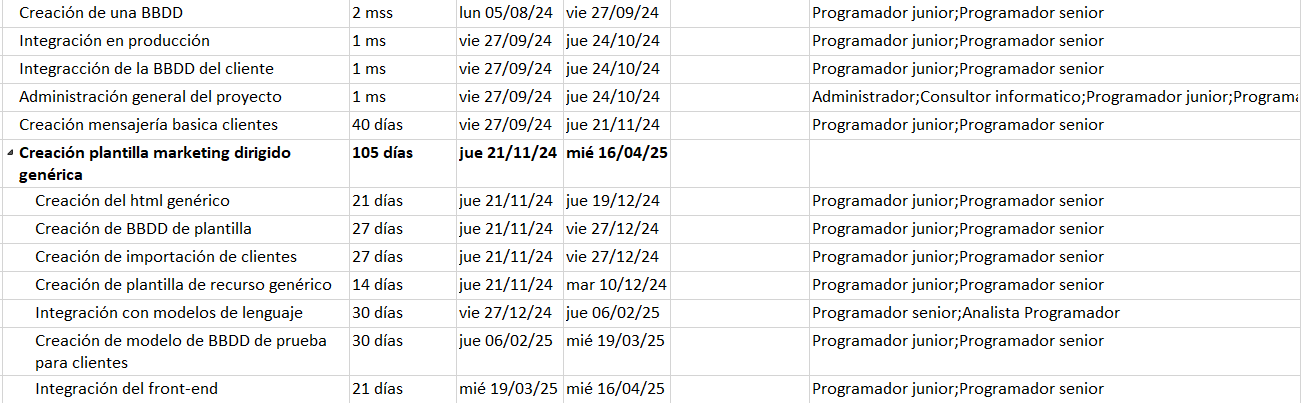 Creación de una BBDD 2 mss lun 05/08/24 vie 27/09/24 Programador junior;Programador senior
Integración en producción 1 ms vie 27/09/24 jue 24/10/24 Programador junior;Programador senior
Integracción de la BBDD del cliente 1 ms vie 27/09/24 jue 24/10/24 Programador junior;Programador senior
Administración general del proyecto 1 ms vie 27/09/24 jue 24/10/24 Administrador;Consultor informatico;Programador junior;Programa
Creación mensajería basica clientes 40 días vie 27/09/24 jue 21/11/24 Programador junior;Programador senior
Creación plantilla marketing dirigido 105 días jue 21/11/24 mié 16/04/25
genérica
Creación del html genérico 21 días jue 21/11/24 jue 19/12/24 Programador junior;Programador senior
Creación de BBDD de plantilla 27 días jue 21/11/24 vie 27/12/24 Programador junior;Programador senior
Creación de importación de clientes 27 días jue 21/11/24 vie 27/12/24 Programador junior;Programador senior
Creación de plantilla de recurso genérico 14 días jue 21/11/24 mar 10/12/24 Programador junior;Programador senior
Integración con modelos de lenguaje 30 días vie 27/12/24 jue 06/02/25 Programador senior;Analista Programador
Creación de modelo de BBDD de prueba 30 días jue 06/02/25 mié 19/03/25 Programador junior;Programador senior
para clientes
Integración del front-end 21 días mié 19/03/25 mié 16/04/25 Programador junior;Programador senior